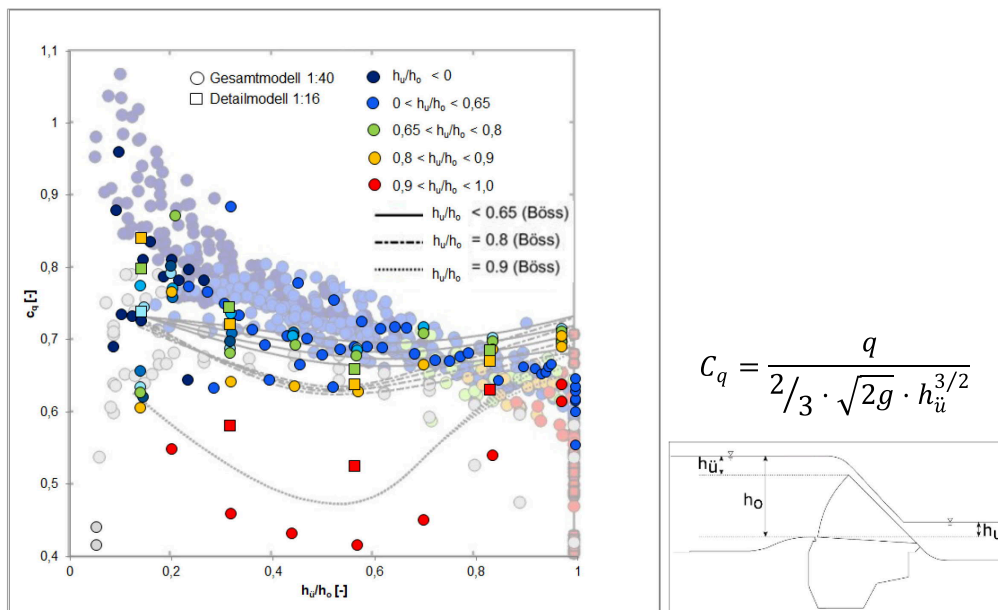 1,1
1
0,9
0,8
0,7
0,6
0,5
0,4
c_q [-]
0
0,2
0,4
0,6
0,8
1
h_ü/h_o [-]
Gesamtmodell 1:40
Detailmodell 1:16
h_u/h_o < 0
0 < h_u/h_o < 0,65
0,65 < h_u/h_o < 0,8
0,8 < h_u/h_o < 0,9
0,9 < h_u/h_o < 1,0
h_u/h_o < 0.65 (Böss)
h_u/h_o = 0.8 (Böss)
h_u/h_o = 0.9 (Böss)
C_q = q / (2/3 · √2g · h_ü^3/2)
h_ü
h_o
h_u